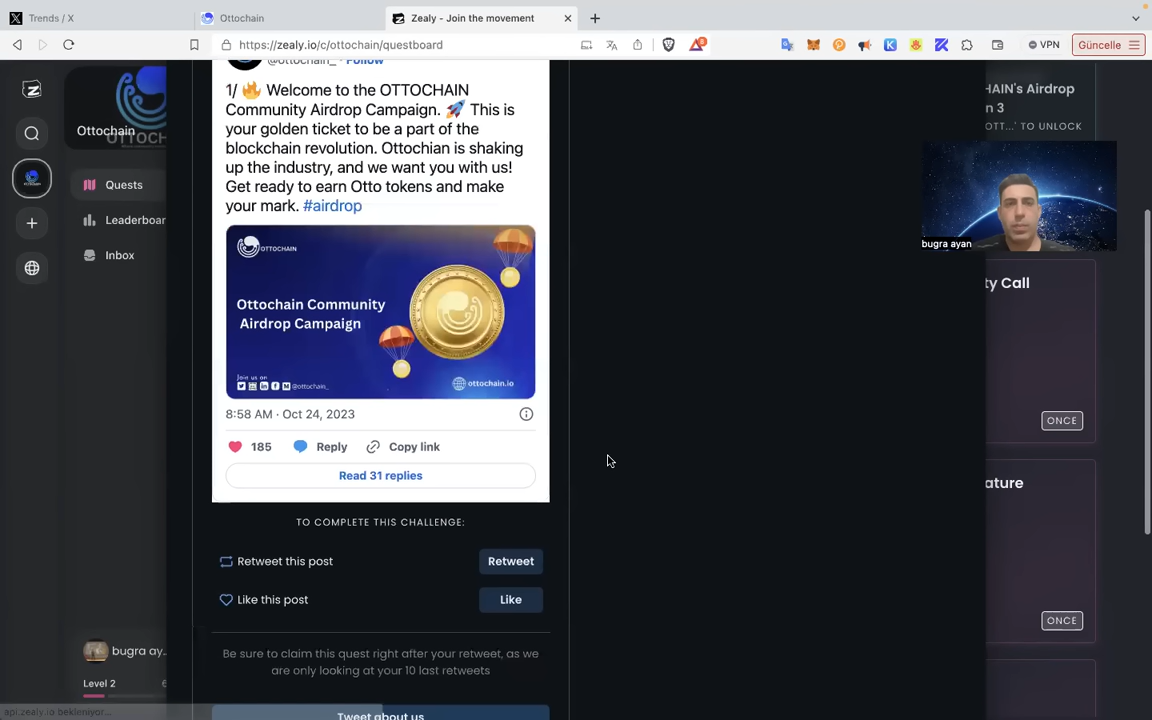 Trends / X
Ottochain
Zealy - Join the movement
https://zealy.io/c/ottochain/questboard
VPN
Güncelle
Ottochain
Quests
Leaderboar
Inbox
bugra ay...
Level 2
api.zealy.io bekleniyor...
@ottochain_ · Follow
1/ 🔥 Welcome to the OTTOCHAIN
Community Airdrop Campaign. 🚀 This is
your golden ticket to be a part of the
blockchain revolution. Ottochian is shaking
up the industry, and we want you with us!
Get ready to earn Otto tokens and make
your mark. #airdrop
OTTOCHAIN
Ottochain Community
Airdrop Campaign
Join us on
@ottochain_
ottochain.io
8:58 AM · Oct 24, 2023
185
Reply
Copy link
Read 31 replies
TO COMPLETE THIS CHALLENGE:
Retweet this post
Retweet
Like this post
Like
Be sure to claim this quest right after your retweet, as we
are only looking at your 10 last retweets
Tweet about us
HAIN's Airdrop
n 3
OTT...' TO UNLOCK
bugra ayan
ty Call
ONCE
ature
ONCE